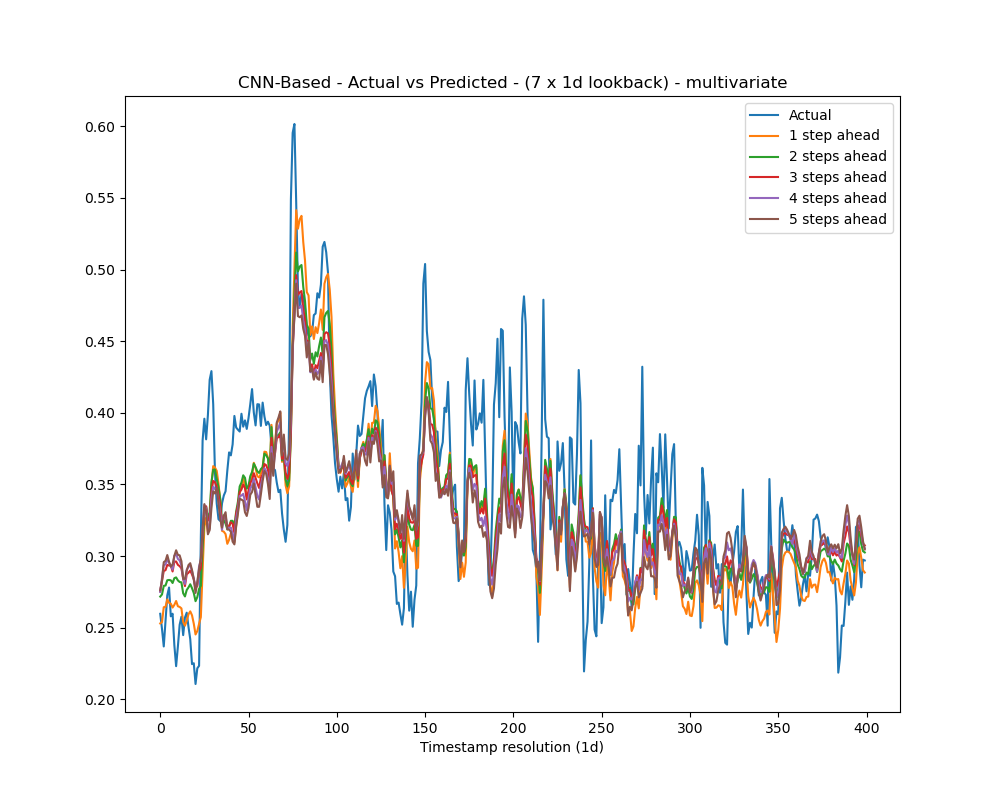 CNN-Based - Actual vs Predicted - (7 x 1d lookback) - multivariate
Actual
1 step ahead
2 steps ahead
3 steps ahead
4 steps ahead
5 steps ahead
0.60
0.55
0.50
0.45
0.40
0.35
0.30
0.25
0.20
0 50 100 150 200 250 300 350 400
Timestamp resolution (1d)